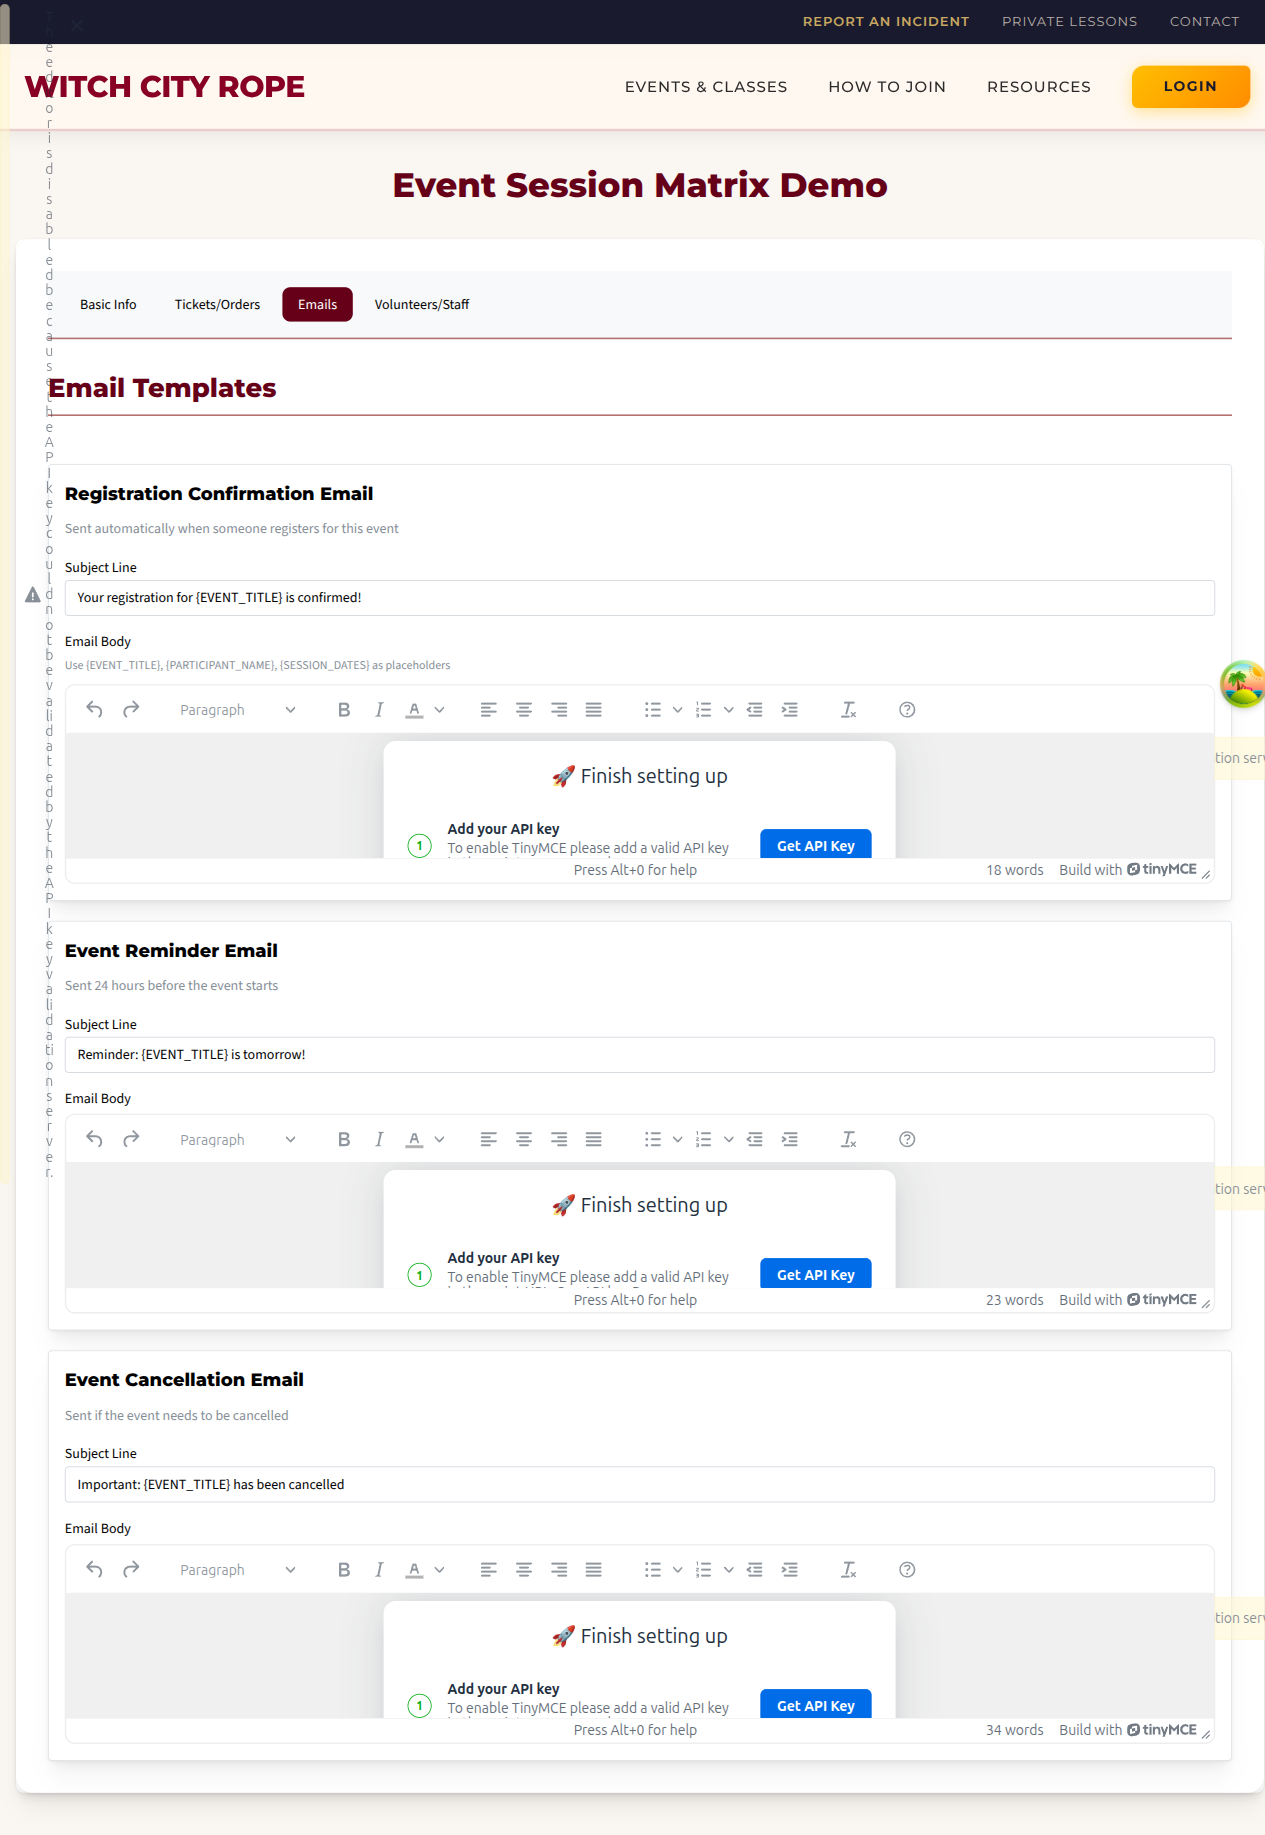 REPORT AN INCIDENT PRIVATE LESSONS CONTACT
WITCH CITY ROPE
EVENTS & CLASSES HOW TO JOIN RESOURCES LOGIN
Event Session Matrix Demo
The editor is disabled because the API key could not be validated by the API key validation server.
Basic Info Tickets/Orders Emails Volunteers/Staff
Email Templates
Registration Confirmation Email
Sent automatically when someone registers for this event
Subject Line
Your registration for {EVENT_TITLE} is confirmed!
Email Body
Use {EVENT_TITLE}, {PARTICIPANT_NAME}, {SESSION_DATES} as placeholders
Paragraph
🚀 Finish setting up
tion serv
1 Add your API key
To enable TinyMCE please add a valid API key
Get API Key
Press Alt+0 for help 18 words Build with tinyMCE
Event Reminder Email
Sent 24 hours before the event starts
Subject Line
Reminder: {EVENT_TITLE} is tomorrow!
Email Body
Paragraph
🚀 Finish setting up
tion serv
1 Add your API key
To enable TinyMCE please add a valid API key
Get API Key
Press Alt+0 for help 23 words Build with tinyMCE
Event Cancellation Email
Sent if the event needs to be cancelled
Subject Line
Important: {EVENT_TITLE} has been cancelled
Email Body
Paragraph
🚀 Finish setting up
tion serv
1 Add your API key
To enable TinyMCE please add a valid API key
Get API Key
Press Alt+0 for help 34 words Build with tinyMCE